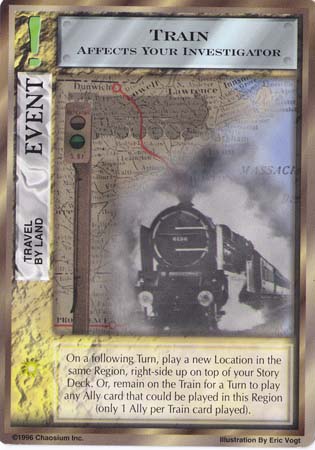 TRAIN
AFFECTS YOUR INVESTIGATOR
EVENT!
TRAVEL
BY LAND
Dunwich
Lawrence
MASSACH
On a following Turn, play a new Location in the
same Region, right-side up on top of your Story
Deck. Or, remain on the Train for a Turn to play
any Ally card that could be played in this Region
(only 1 Ally per Train card played).
©1996 Chaosium Inc.
Illustration By Eric Vogt